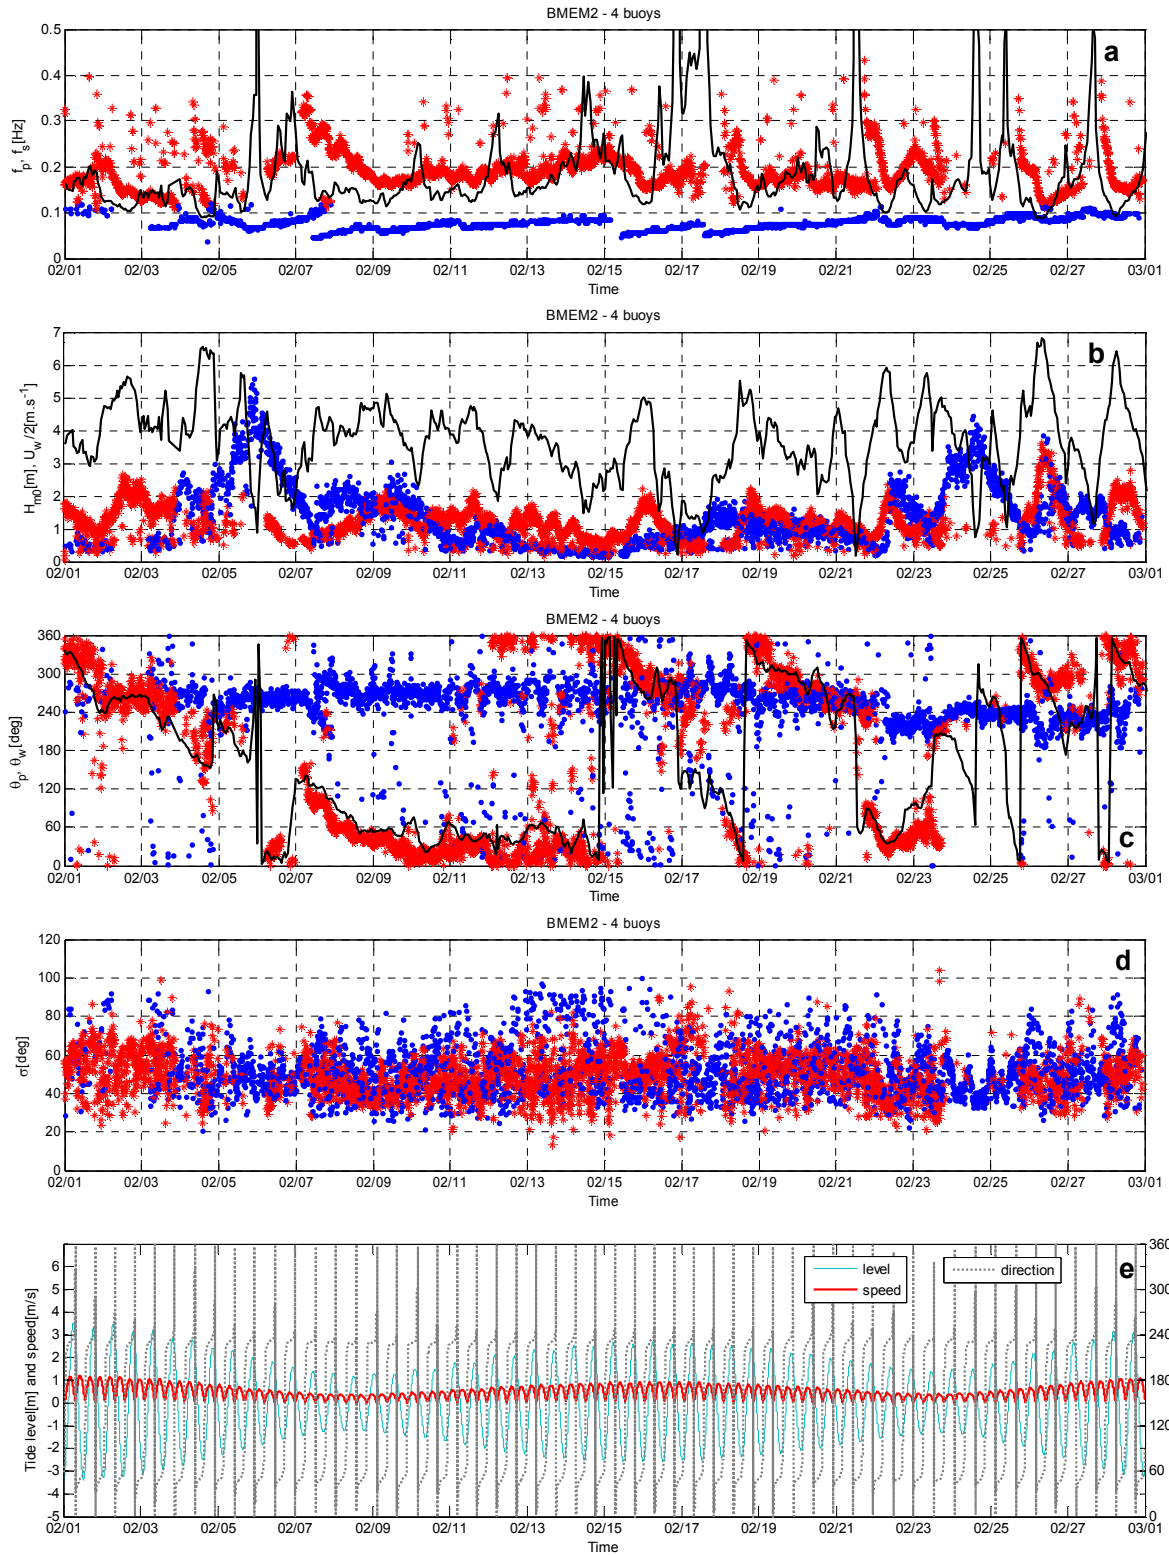 BMEM2 - 4 buoys
a
0.5
0.4
0.3
0.2
0.1
0
fp, fs[Hz]
02/01 02/03 02/05 02/07 02/09 02/11 02/13 02/15 02/17 02/19 02/21 02/23 02/25 02/27 03/01
Time
BMEM2 - 4 buoys
b
7
6
5
4
3
2
1
0
Hm0[m], Uw/2[m.s-1]
02/01 02/03 02/05 02/07 02/09 02/11 02/13 02/15 02/17 02/19 02/21 02/23 02/25 02/27 03/01
Time
BMEM2 - 4 buoys
360
300
240
180
120
60
0
θp, θw[deg]
c
02/01 02/03 02/05 02/07 02/09 02/11 02/13 02/15 02/17 02/19 02/21 02/23 02/25 02/27 03/01
Time
BMEM2 - 4 buoys
d
120
100
80
60
40
20
0
σ[deg]
02/01 02/03 02/05 02/07 02/09 02/11 02/13 02/15 02/17 02/19 02/21 02/23 02/25 02/27 03/01
Time
e
level
speed
direction
6
5
4
3
2
1
0
-1
-2
-3
-4
-5
Tide level[m] and speed[m/s]
360
300
240
180
120
60
0
02/01 02/03 02/05 02/07 02/09 02/11 02/13 02/15 02/17 02/19 02/21 02/23 02/25 02/27 03/01
Time